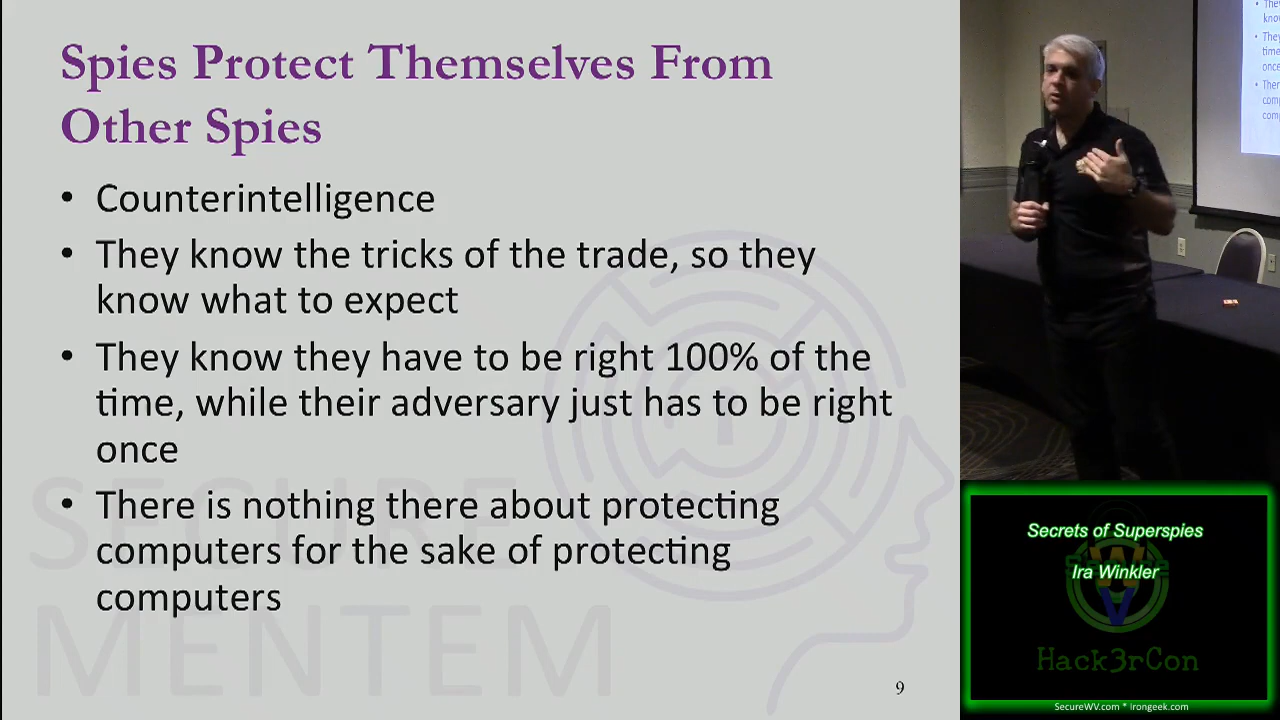 Spies Protect Themselves From
Other Spies
• Counterintelligence
• They know the tricks of the trade, so they
know what to expect
• They know they have to be right 100% of the
time, while their adversary just has to be right
once
• There is nothing there about protecting
computers for the sake of protecting
computers
SECURE
MENTEM
9
Secrets of Superspies
Ira Winkler
WV
Hack3rCon
SecureWV.com * Irongeek.com